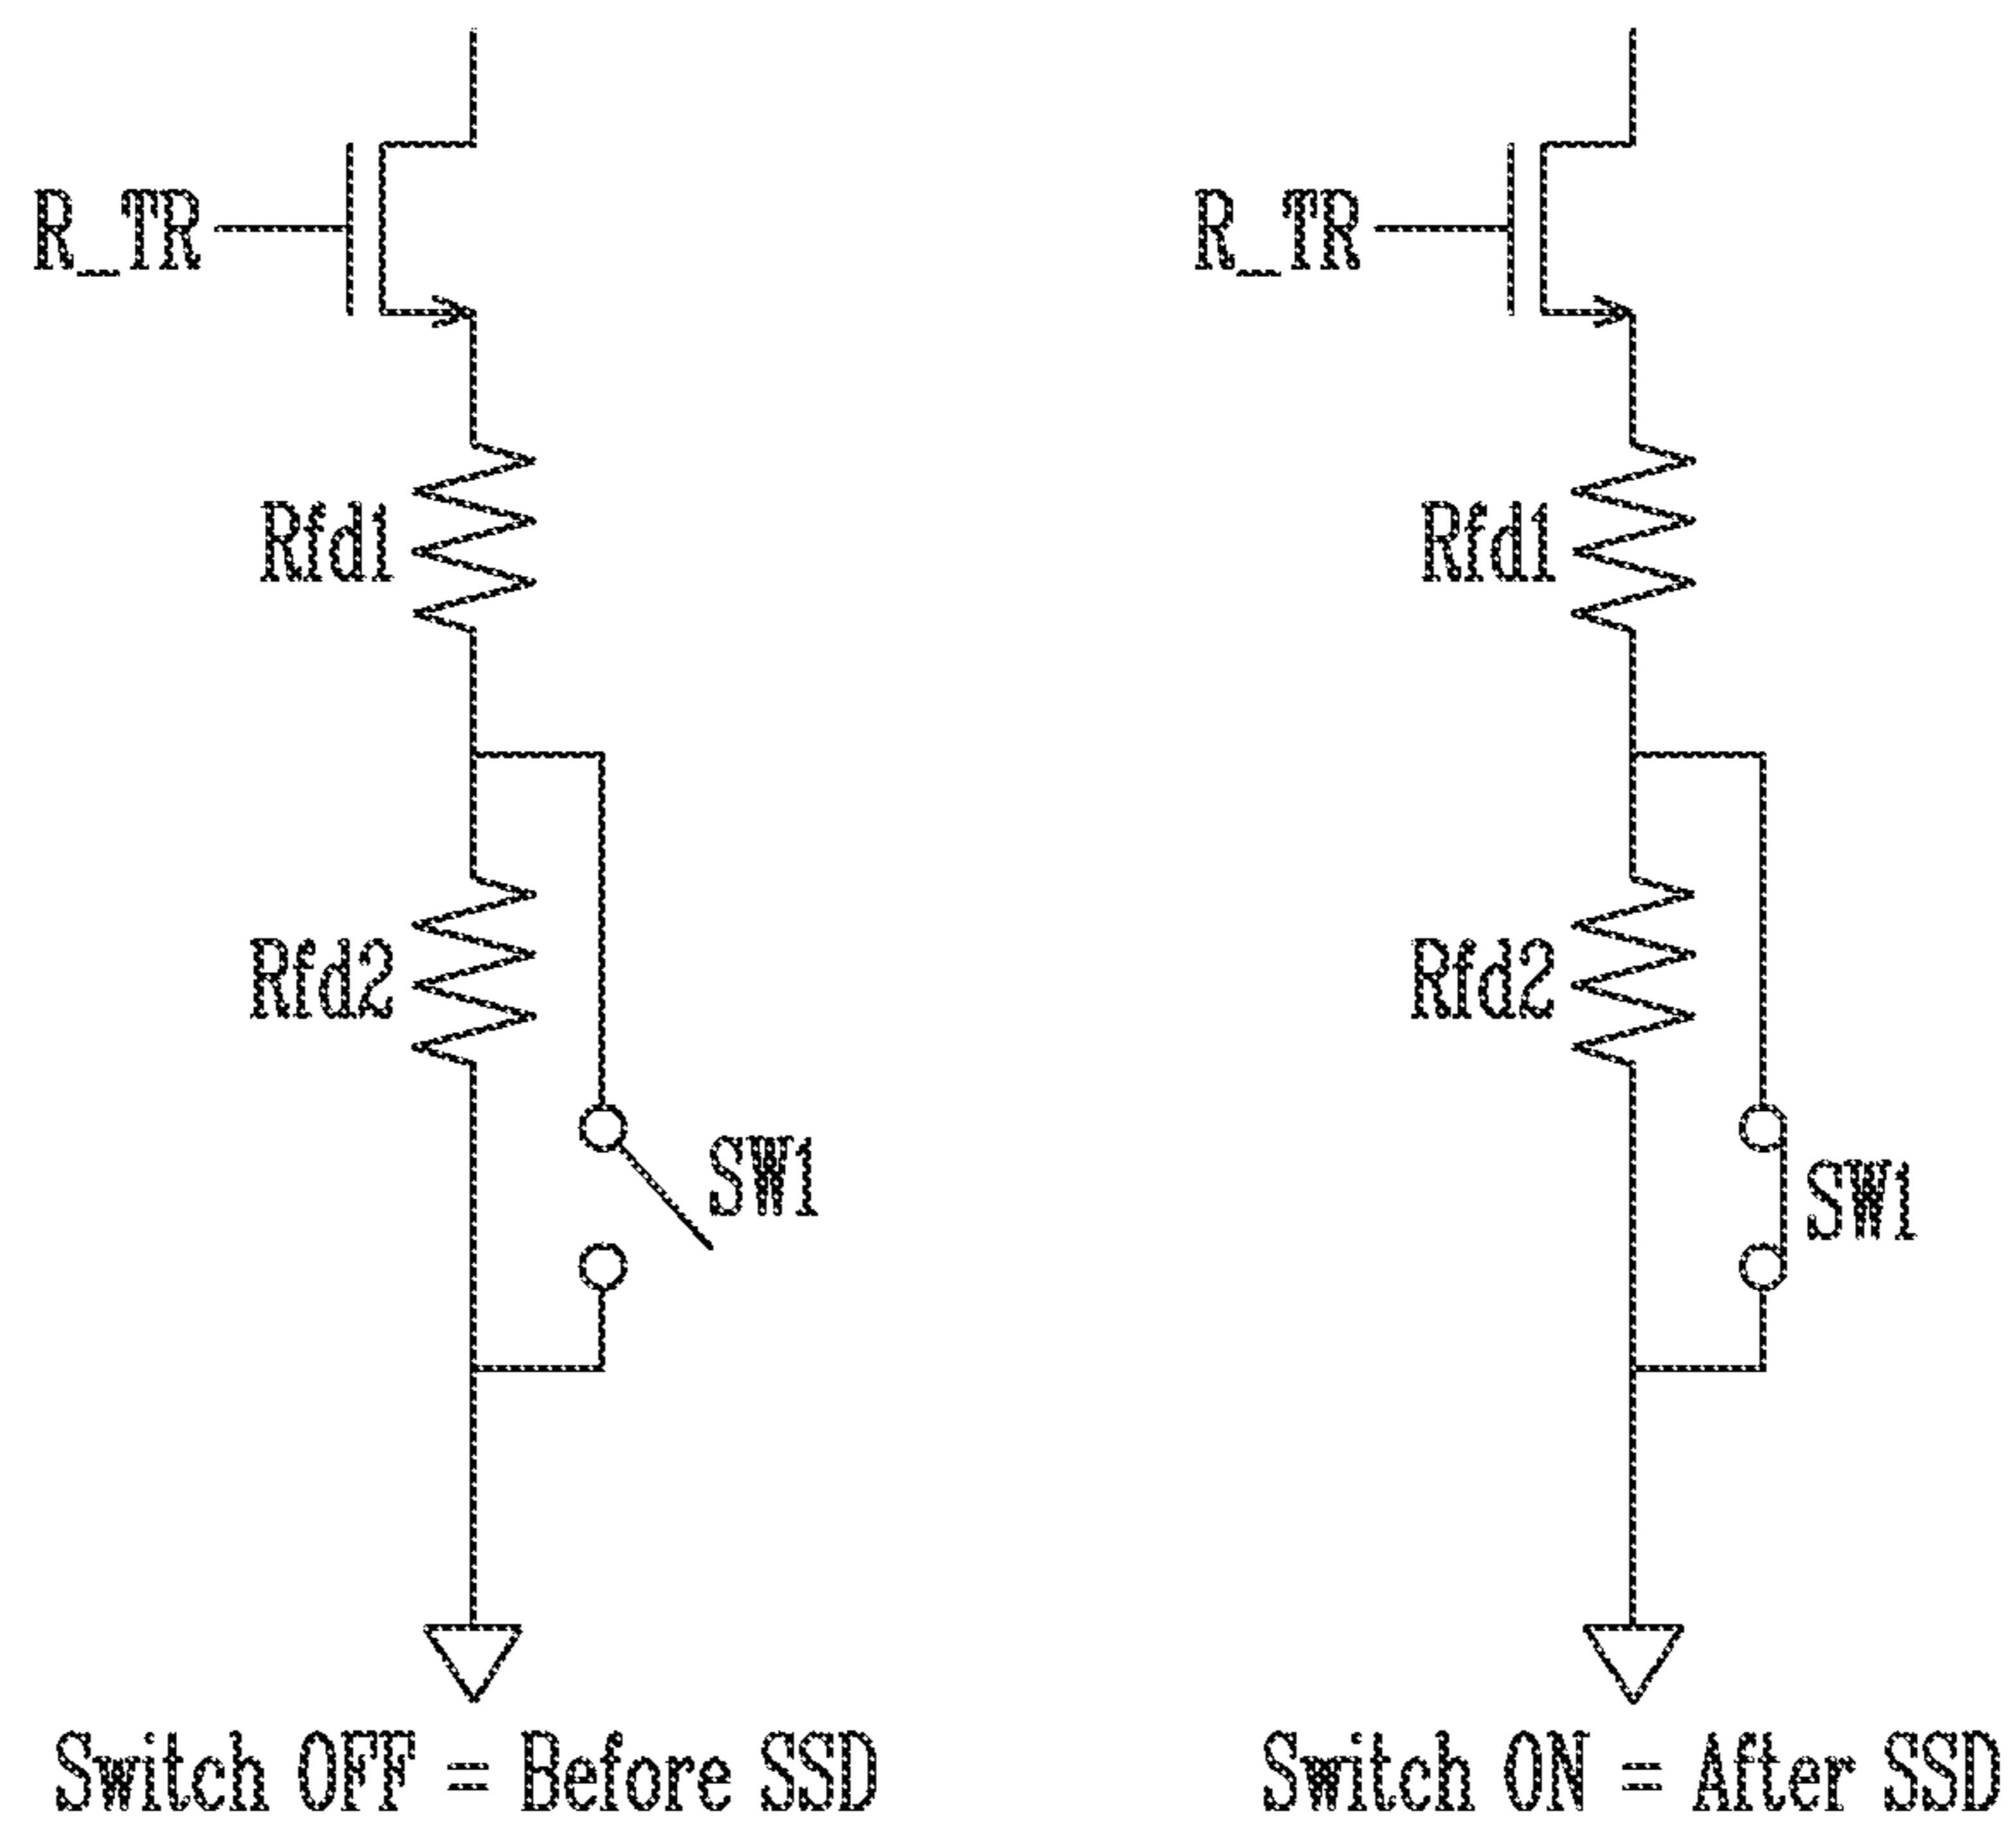 R_TR
Rfd1
Rfd2
SW1
Switch OFF = Before SSD
R_TR
Rfd1
Rfd2
SW1
Switch ON = After SSD